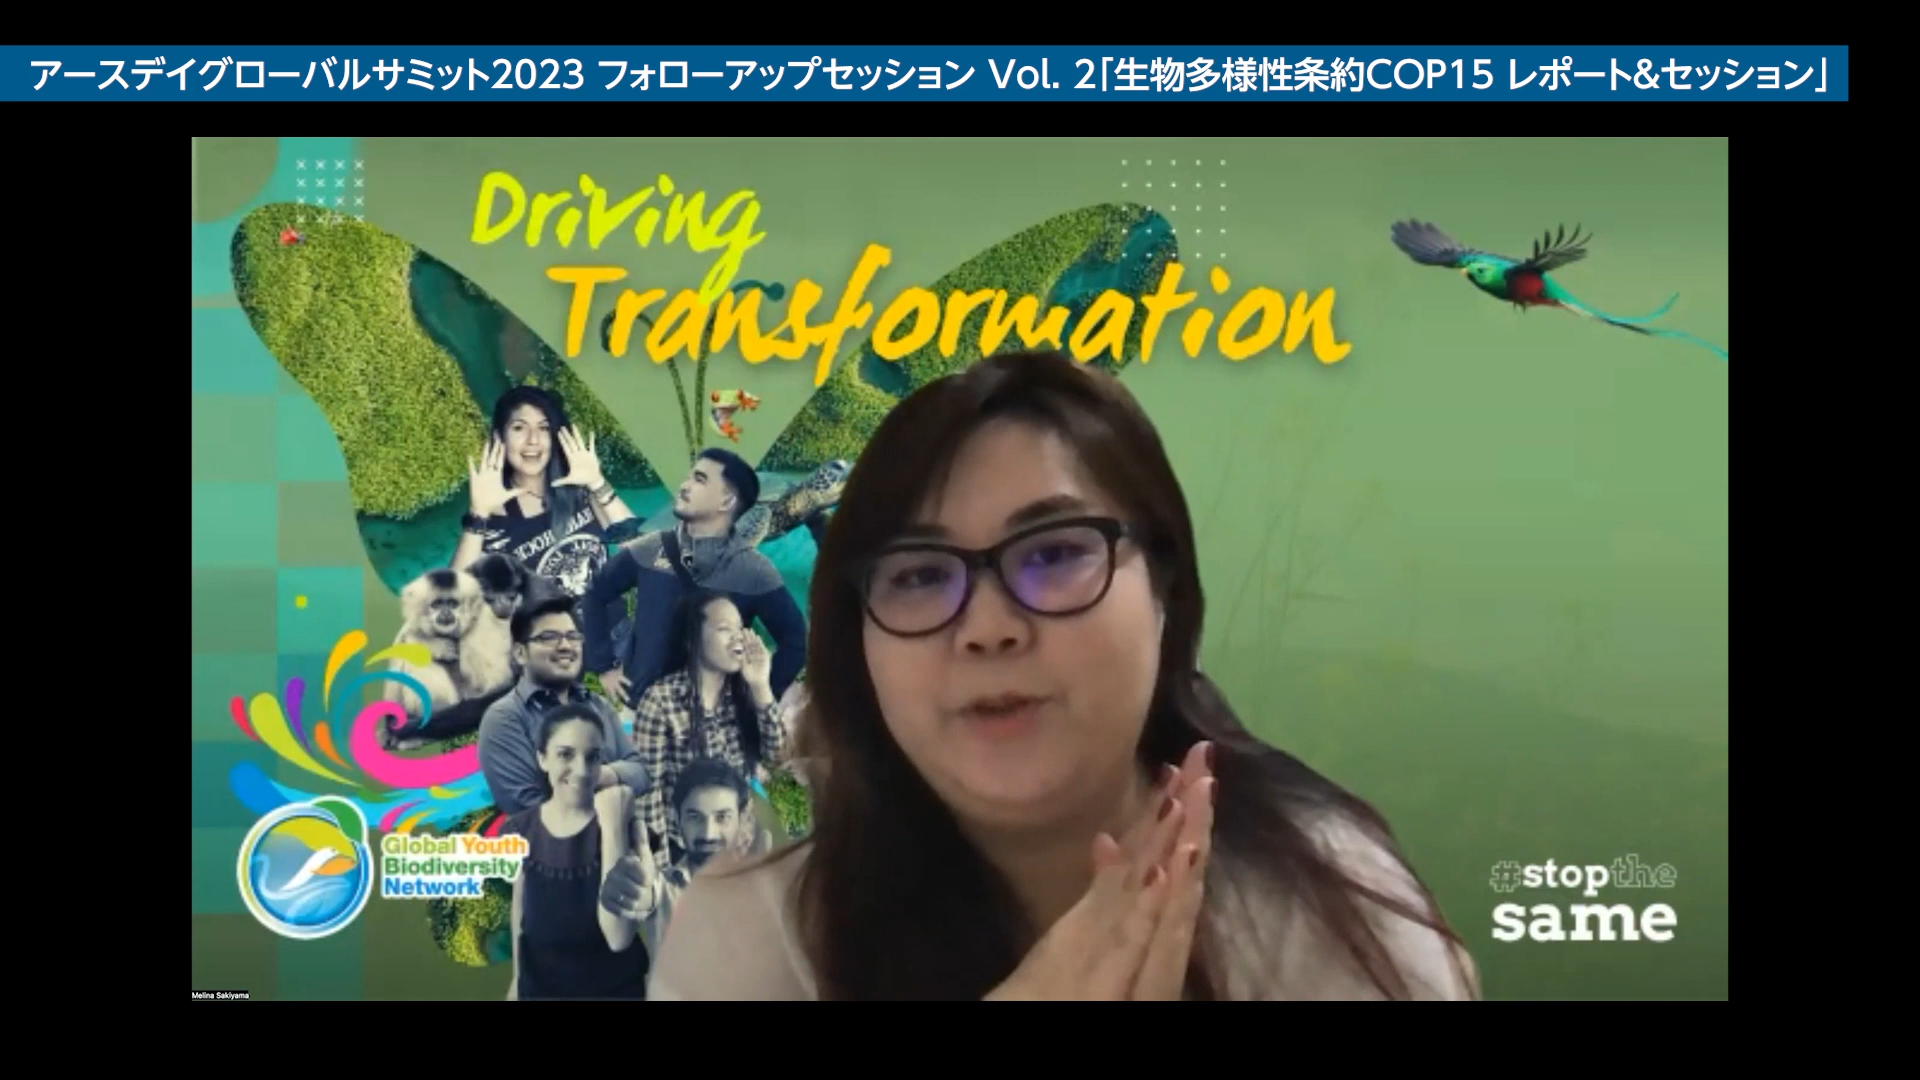 アースデイグローバルサミット2023 フォローアップセッション Vol. 2「生物多様性条約COP15 レポート&セッション」
Driving
Transformation
Global Youth
Biodiversity
Network
#stopthe
same
Melina Sakiyama